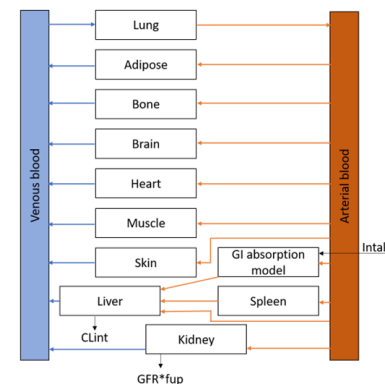 Lung
Adipose
Bone
Brain
Heart
Muscle
Skin
GI absorption
model
Liver
Spleen
Kidney
CLint
GFR*fup
Venous blood
Arterial blood
Intal